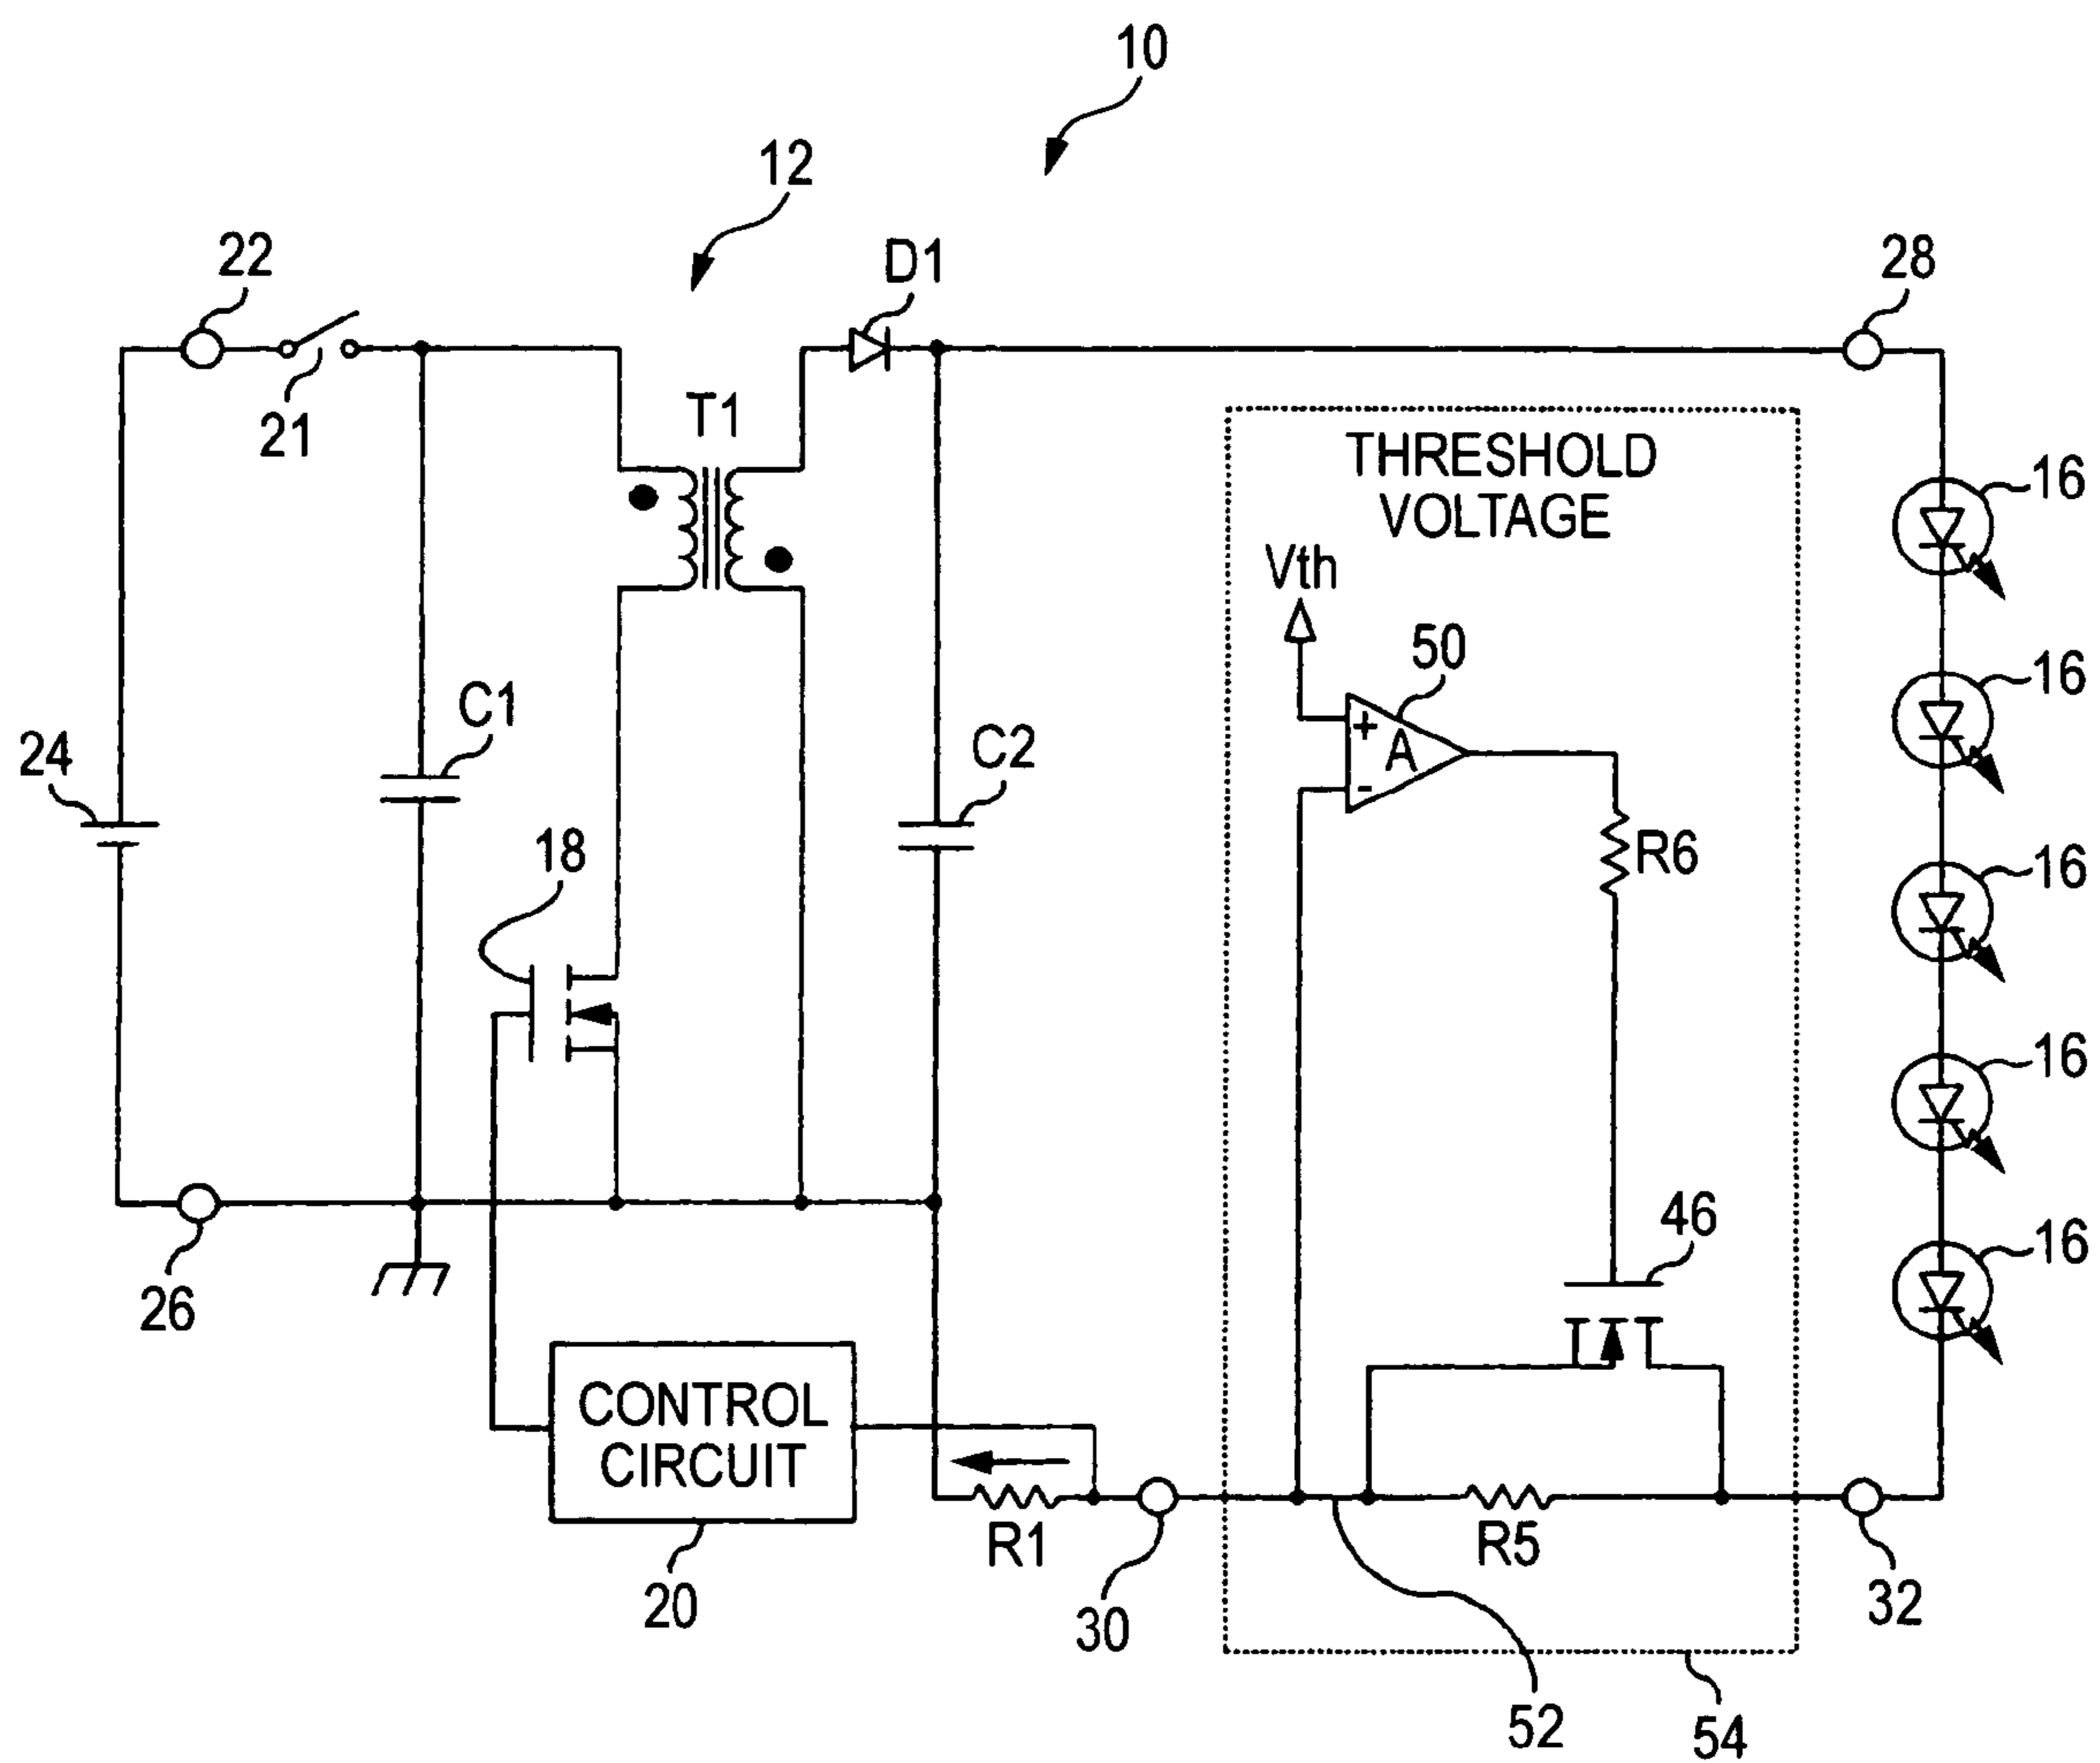 10
12
22
D1
28
21
T1
THRESHOLD
VOLTAGE
16
Vth
50
+
A
-
16
C1
24
C2
18
R6
16
16
46
16
26
CONTROL
CIRCUIT
R1
R5
20
30
32
52
54